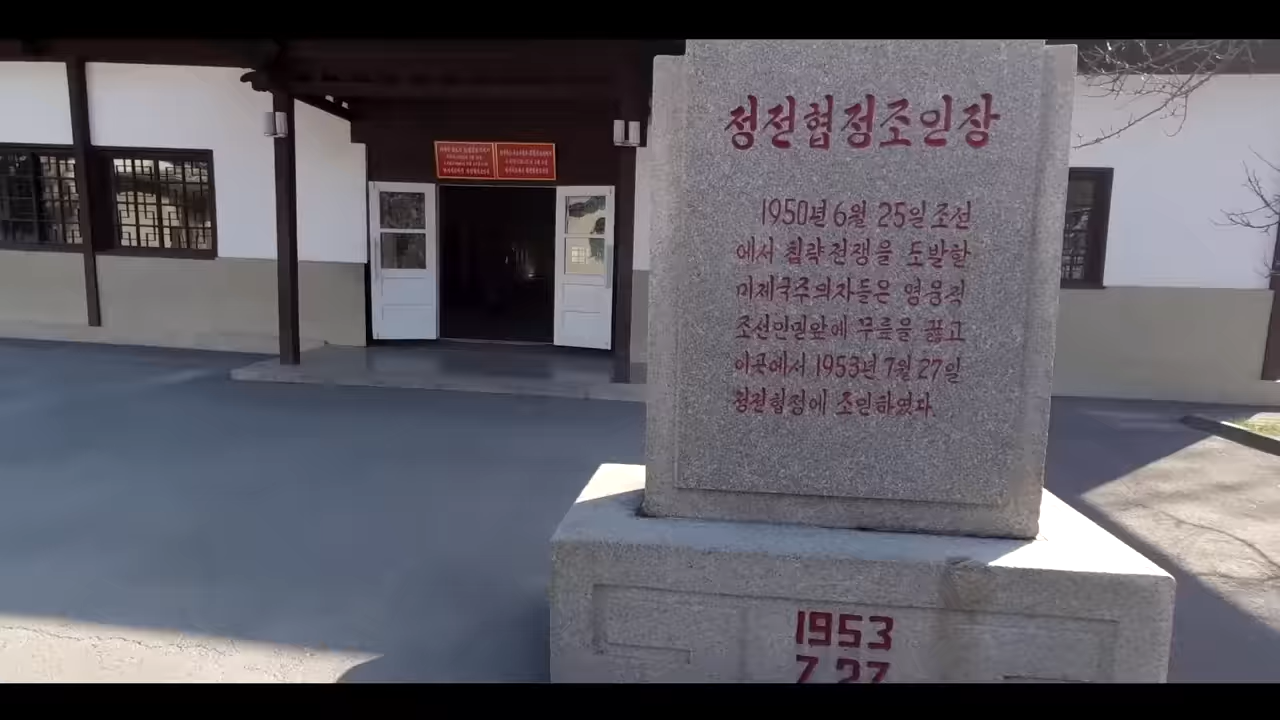 정전협정조인장
1950년 6월 25일 조선
에서 침략전쟁을 도발한
미제국주의자들은 영웅적
조선인민앞에 무릎을 꿇고
이곳에서 1953년 7월 27일
정전협정에 조인하였다.
1953
7.27